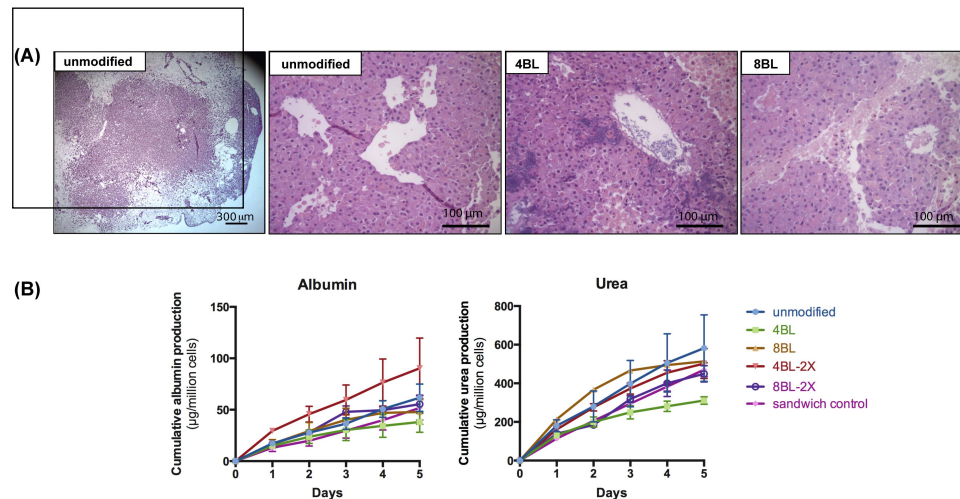 (A)
unmodified
unmodified
4BL
8BL
300 µm
100 µm
100 µm
100 µm
(B)
Albumin
Cumulative albumin production
(µg/million cells)
150
100
50
0
0 1 2 3 4 5
Days
Urea
Cumulative urea production
(µg/million cells)
800
600
400
200
0
0 1 2 3 4 5
Days
unmodified
4BL
8BL
4BL-2X
8BL-2X
sandwich control